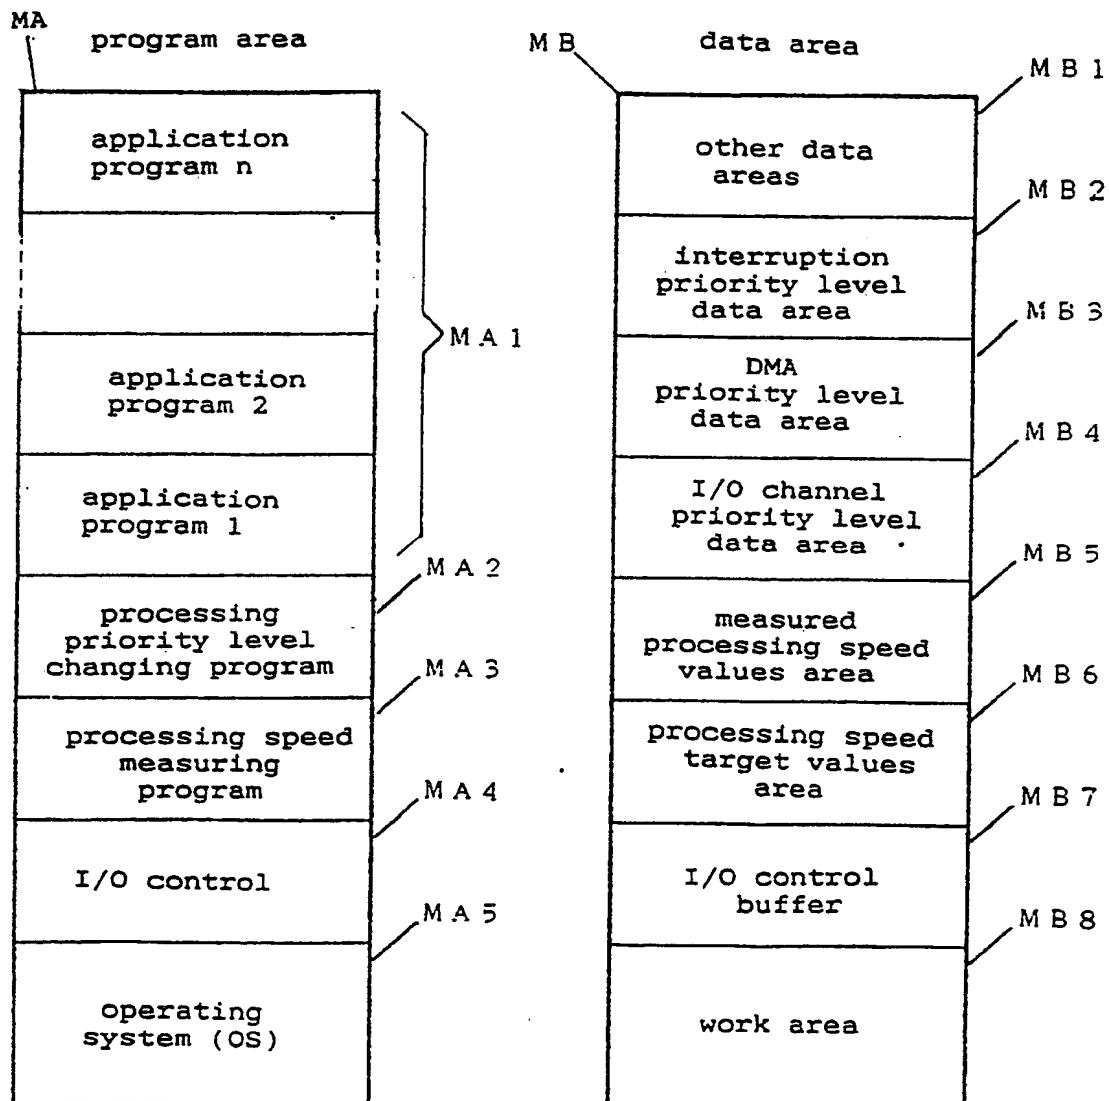 MA
program area
application
program n
application
program 2
application
program 1
MA1
MA2
processing
priority level
changing program
MA3
processing speed
measuring
program
MA4
I/O control
MA5
operating
system (OS)
MB
data area
MB1
other data
areas
MB2
interruption
priority level
data area
MB3
DMA
priority level
data area
MB4
I/O channel
priority level
data area
MB5
measured
processing speed
values area
MB6
processing speed
target values
area
MB7
I/O control
buffer
MB8
work area